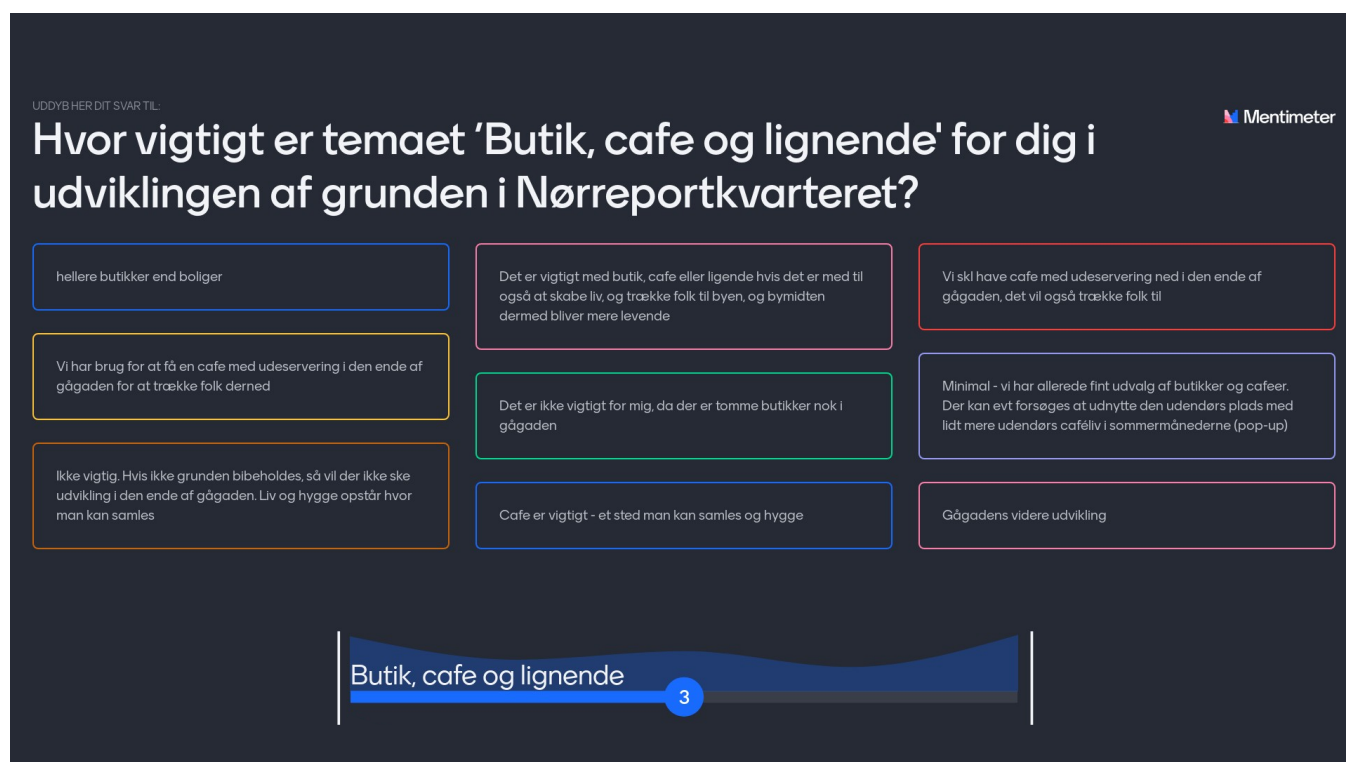 UDDYB HER DIT SVAR TIL:
Hvor vigtigt er temaet ‘Butik, cafe og lignende' for dig i
udviklingen af grunden i Nørreportkvarteret?
Mentimeter
hellere butikker end boliger
Vi har brug for at få en cafe med udeservering i den ende af
gågaden for at trække folk derned
Ikke vigtig. Hvis ikke grunden bibeholdes, så vil der ikke ske
udvikling i den ende af gågaden. Liv og hygge opstår hvor
man kan samles
Det er vigtigt med butik, cafe eller ligende hvis det er med til
også at skabe liv, og trække folk til byen, og bymidten
dermed bliver mere levende
Det er ikke vigtigt for mig, da der er tomme butikker nok i
gågaden
Cafe er vigtigt - et sted man kan samles og hygge
Vi skl have cafe med udeservering ned i den ende af
gågaden, det vil også trække folk til
Minimal - vi har allerede fint udvalg af butikker og cafeer.
Der kan evt forsøges at udnytte den udendørs plads med
lidt mere udendørs caféliv i sommermånederne (pop-up)
Gågadens videre udvikling
Butik, cafe og lignende
3